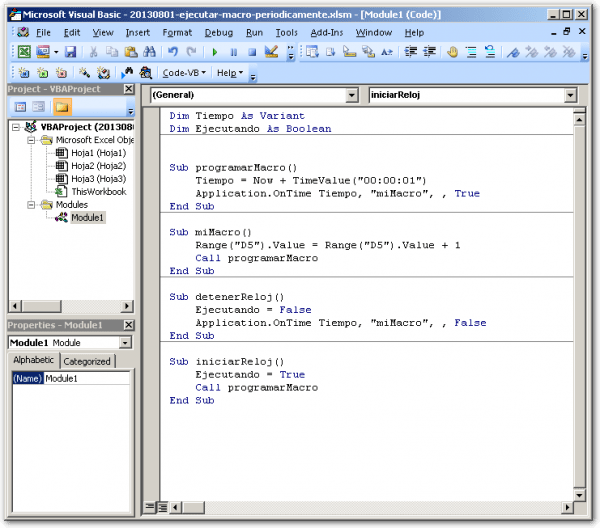 Microsoft Visual Basic - 20130801-ejecutar-macro-periodicamente.xlsm - [Module1 (Code)]
File Edit View Insert Format Debug Run Tools Add-Ins Window Help
Code-VB Help
Project - VBAProject
(General) iniciarReloj
VBAProject (2013080
Microsoft Excel Obje
Hoja1 (Hoja1)
Hoja2 (Hoja2)
Hoja3 (Hoja3)
ThisWorkbook
Modules
Module1
Properties - Module1
Module1 Module
Alphabetic Categorized
(Name) Module1
Dim Tiempo As Variant
Dim Ejecutando As Boolean
Sub programarMacro()
Tiempo = Now + TimeValue("00:00:01")
Application.OnTime Tiempo, "miMacro", , True
End Sub
Sub miMacro()
Range("D5").Value = Range("D5").Value + 1
Call programarMacro
End Sub
Sub detenerReloj()
Ejecutando = False
Application.OnTime Tiempo, "miMacro", , False
End Sub
Sub iniciarReloj()
Ejecutando = True
Call programarMacro
End Sub